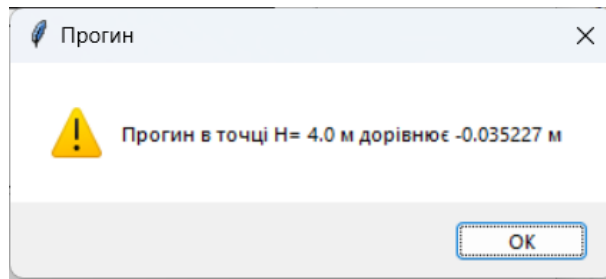 Прогин
Прогин в точці H= 4.0 м дорівнює -0.035227 м
OK